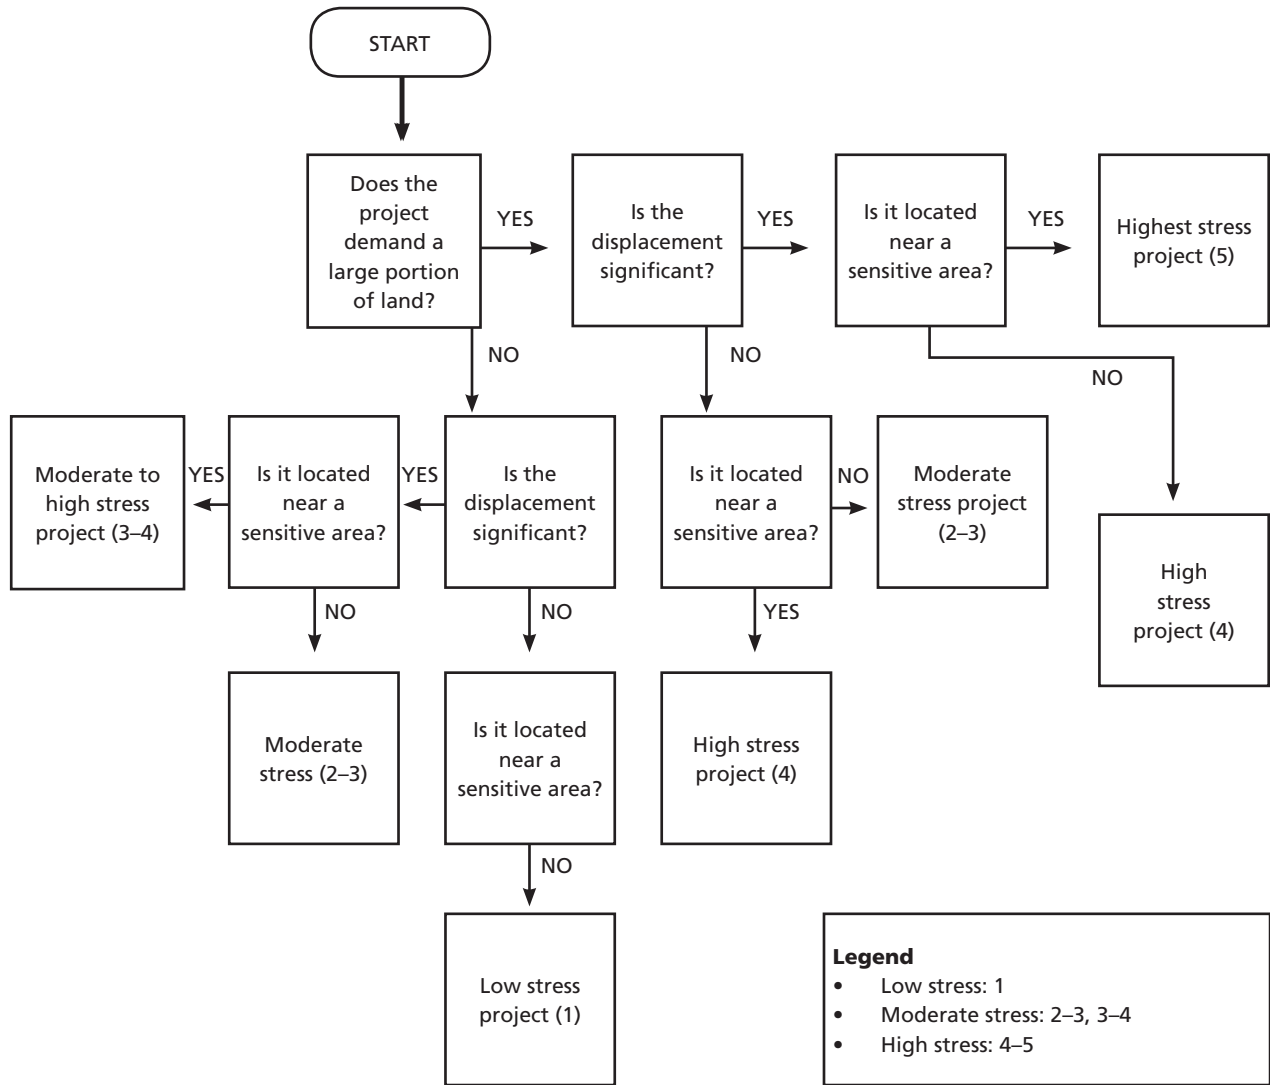 START
Does the
project
demand a
large portion
of land?
YES
Is the
displacement
significant?
YES
Is it located
near a
sensitive area?
YES
Highest stress
project (5)
NO
NO
NO
Moderate to
high stress
project (3–4)
YES
Is it located
near a
sensitive area?
YES
Is the
displacement
significant?
Is it located
near a
sensitive area?
NO
Moderate
stress project
(2–3)
High
stress
project (4)
NO
NO
YES
Moderate
stress (2–3)
Is it located
near a
sensitive area?
High stress
project (4)
NO
Low stress
project (1)
Legend
• Low stress: 1
• Moderate stress: 2–3, 3–4
• High stress: 4–5